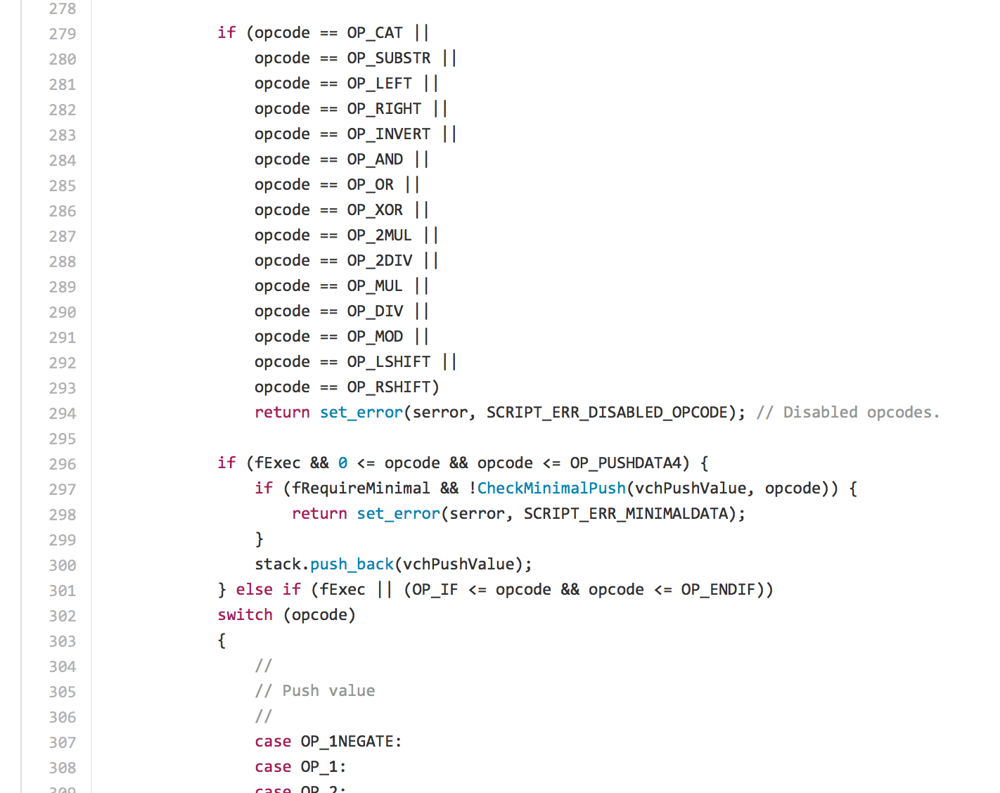 278
279 if (opcode == OP_CAT ||
280 opcode == OP_SUBSTR ||
281 opcode == OP_LEFT ||
282 opcode == OP_RIGHT ||
283 opcode == OP_INVERT ||
284 opcode == OP_AND ||
285 opcode == OP_OR ||
286 opcode == OP_XOR ||
287 opcode == OP_2MUL ||
288 opcode == OP_2DIV ||
289 opcode == OP_MUL ||
290 opcode == OP_DIV ||
291 opcode == OP_MOD ||
292 opcode == OP_LSHIFT ||
293 opcode == OP_RSHIFT)
294 return set_error(serror, SCRIPT_ERR_DISABLED_OPCODE); // Disabled opcodes.
295
296 if (fExec && 0 <= opcode && opcode <= OP_PUSHDATA4) {
297 if (fRequireMinimal && !CheckMinimalPush(vchPushValue, opcode)) {
298 return set_error(serror, SCRIPT_ERR_MINIMALDATA);
299 }
300 stack.push_back(vchPushValue);
301 } else if (fExec || (OP_IF <= opcode && opcode <= OP_ENDIF))
302 switch (opcode)
303 {
304 //
305 // Push value
306 //
307 case OP_1NEGATE:
308 case OP_1:
309 case OP_2: